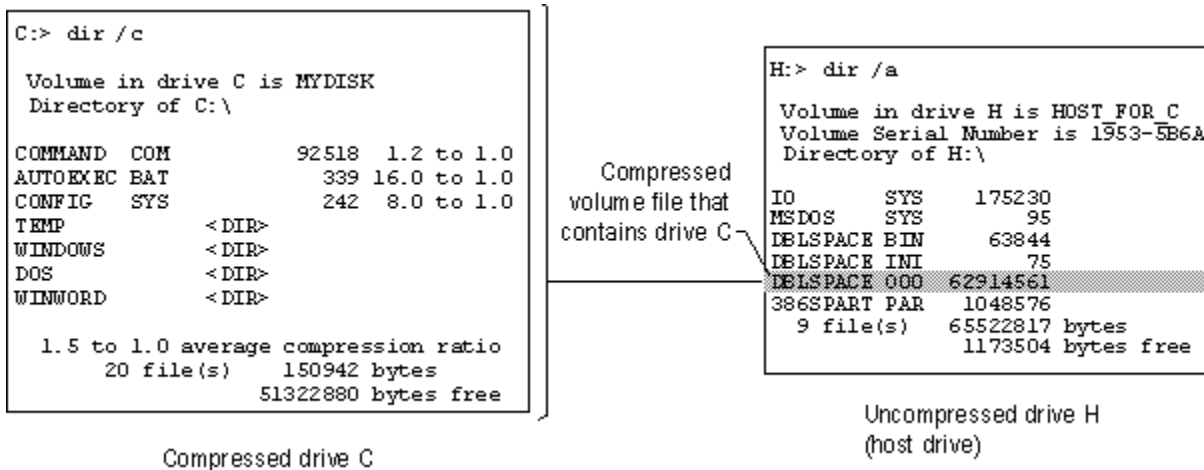 C:> dir /c
Volume in drive C is MYDISK
Directory of C:\
COMMAND COM 92518 1.2 to 1.0
AUTOEXEC BAT 339 16.0 to 1.0
CONFIG SYS 242 8.0 to 1.0
TEMP <DIR>
WINDOWS <DIR>
DOS <DIR>
WINWORD <DIR>
1.5 to 1.0 average compression ratio
20 file(s) 150942 bytes
51322880 bytes free
Compressed drive C
Compressed
volume file that
contains drive C
H:> dir /a
Volume in drive H is HOST_FOR_C
Volume Serial Number is 1953-5B6A
Directory of H:\
IO SYS 175230
MSDOS SYS 95
DBLSPACE BIN 63844
DBLSPACE INI 75
DBLSPACE 000 62914561
386SPART PAR 1048576
9 file(s) 65522817 bytes
1173504 bytes free
Uncompressed drive H
(host drive)